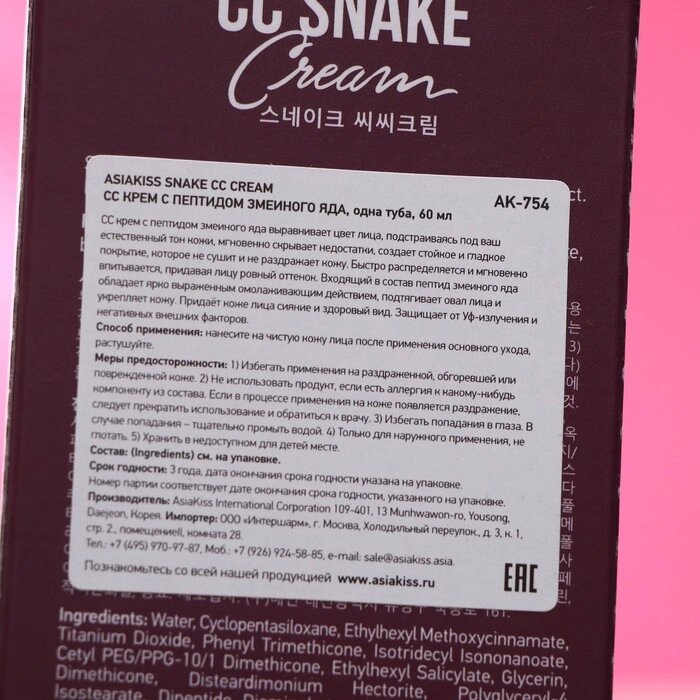 CC SNAKE
Cream
스네이크 씨씨크림
ct.
ASIAKISS SNAKE CC CREAM
СС КРЕМ С ПЕПТИДОМ ЗМЕИНОГО ЯДА, одна туба, 60 мл
AK-754
СС крем с пептидом змеиного яда выравнивает цвет лица, подстраиваясь под ваш
естественный тон кожи, мгновенно скрывает недостатки, создает стойкое и гладкое
покрытие, которое не сушит и не раздражает кожу. Быстро распределяется и мгновенно
впитывается, придавая лицу ровный оттенок. Входящий в состав пептид змеиного яда
обладает ярко выраженным омолаживающим действием, подтягивает овал лица и
укрепляет кожу. Придаёт коже лица сияние и здоровый вид. Защищает от Уф-излучения и
негативных внешних факторов.
Способ применения: нанесите на чистую кожу лица после применения основного ухода,
растушуйте.
Меры предосторожности: 1) Избегать применения на раздраженной, обгоревшей или
поврежденной коже. 2) Не использовать продукт, если есть аллергия к какому-нибудь
компоненту из состава. Если в процессе применения на коже появляется раздражение,
следует прекратить использование и обратиться к врачу. 3) Избегать попадания в глаза. В
случае попадания – тщательно промыть водой. 4) Только для наружного применения, не
глотать. 5) Хранить в недоступном для детей месте.
Состав: (Ingredients) см. на упаковке.
Срок годности: 3 года, дата окончания срока годности указана на упаковке.
Номер партии соответствует дате окончания срока годности, указанного на упаковке.
Производитель: AsiaKiss International Corporation 109-401, 13 Munhwawon-ro, Yousong,
Daejeon, Корея. Импортер: ООО «Интершарм», г. Москва, Холодильный переулок., д. 3, к. 1,
стр. 2., помещениеII, комната 28.
Тел.: +7 (495) 970-97-87, Моб.: +7 (926) 924-58-85, e-mail: sale@asiakiss.asia.
Познакомьтесь со всей нашей продукцией www.asiakiss.ru
EAC
Ingredients: Water, Cyclopentasiloxane, Ethylhexyl Methoxycinnamate,
Titanium Dioxide, Phenyl Trimethicone, Isotridecyl Isononanoate,
Cetyl PEG/PPG-10/1 Dimethicone, Ethylhexyl Salicylate, Glycerin,
Dimethicone, Disteardimonium Hectorite, Polyglyceryl-4
Isostearate, Dipeptide